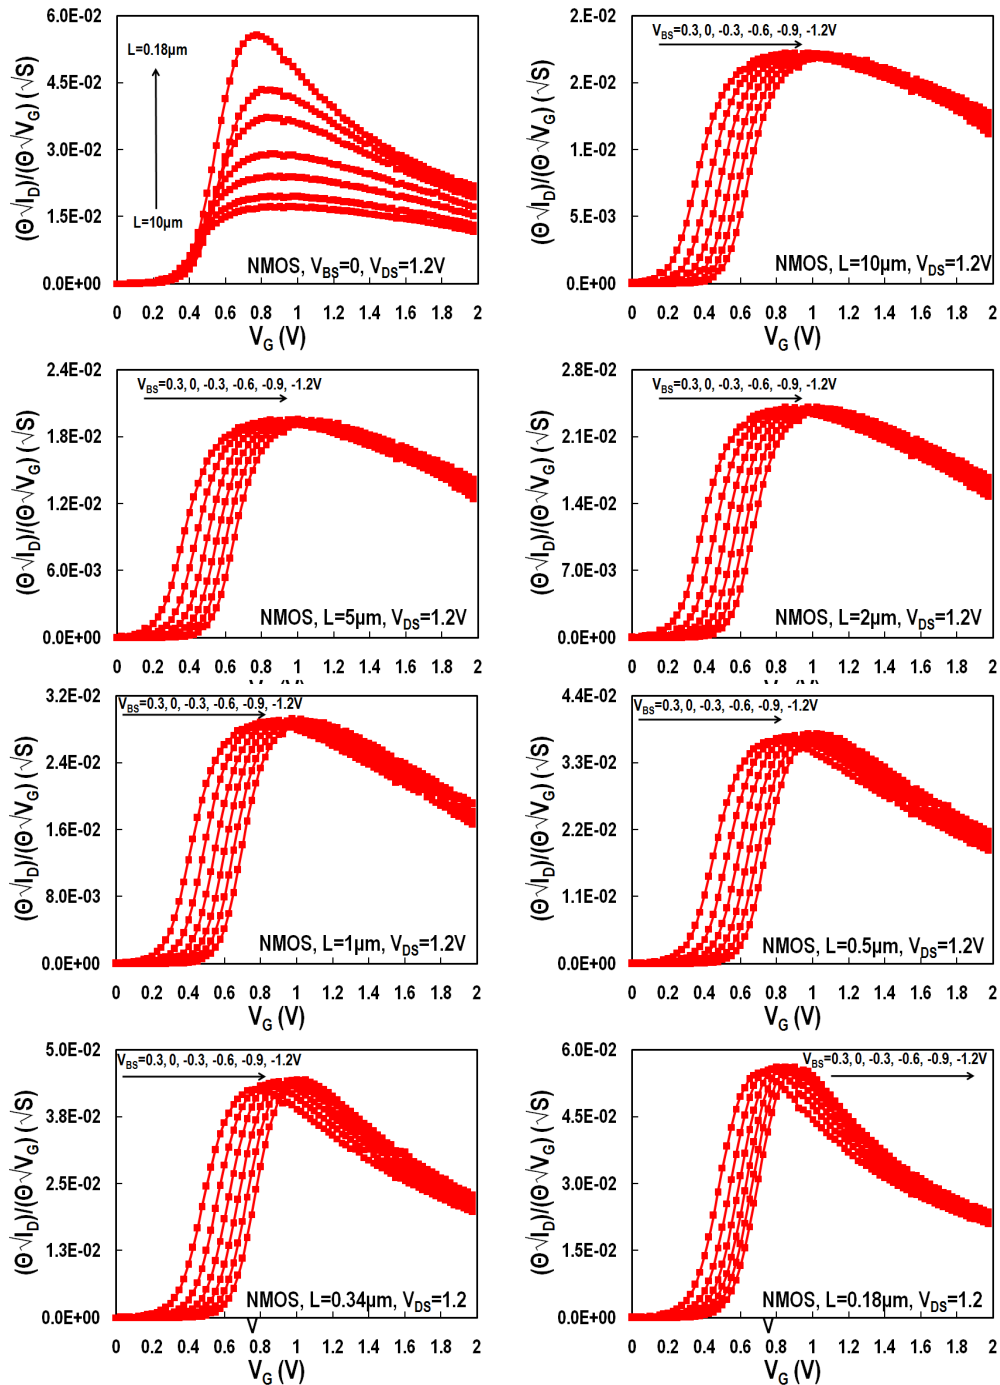 6.0E-02
4.5E-02
3.0E-02
1.5E-02
0.0E+00
(Θ√I_D)/(Θ√V_G) (√S)
L=0.18µm
L=10µm
NMOS, V_BS=0, V_DS=1.2V
0 0.2 0.4 0.6 0.8 1 1.2 1.4 1.6 1.8 2
V_G (V)
2.E-02
2.E-02
1.E-02
5.E-03
0.E+00
(Θ√I_D)/(Θ√V_G) (√S)
V_BS=0.3, 0, -0.3, -0.6, -0.9, -1.2V
NMOS, L=10µm, V_DS=1.2V
0 0.2 0.4 0.6 0.8 1 1.2 1.4 1.6 1.8 2
V_G (V)
2.4E-02
1.8E-02
1.2E-02
6.0E-03
0.0E+00
(Θ√I_D)/(Θ√V_G) (√S)
V_BS=0.3, 0, -0.3, -0.6, -0.9, -1.2V
NMOS, L=5µm, V_DS=1.2V
0 0.2 0.4 0.6 0.8 1 1.2 1.4 1.6 1.8 2
V_G (V)
2.8E-02
2.1E-02
1.4E-02
7.0E-03
0.0E+00
(Θ√I_D)/(Θ√V_G) (√S)
V_BS=0.3, 0, -0.3, -0.6, -0.9, -1.2V
NMOS, L=2µm, V_DS=1.2V
0 0.2 0.4 0.6 0.8 1 1.2 1.4 1.6 1.8 2
V_G (V)
3.2E-02
2.4E-02
1.6E-02
8.0E-03
0.0E+00
(Θ√I_D)/(Θ√V_G) (√S)
V_BS=0.3, 0, -0.3, -0.6, -0.9, -1.2V
NMOS, L=1µm, V_DS=1.2V
0 0.2 0.4 0.6 0.8 1 1.2 1.4 1.6 1.8 2
V_G (V)
4.4E-02
3.3E-02
2.2E-02
1.1E-02
0.0E+00
(Θ√I_D)/(Θ√V_G) (√S)
V_BS=0.3, 0, -0.3, -0.6, -0.9, -1.2V
NMOS, L=0.5µm, V_DS=1.2V
0 0.2 0.4 0.6 0.8 1 1.2 1.4 1.6 1.8 2
V_G (V)
5.0E-02
3.8E-02
2.5E-02
1.3E-02
0.0E+00
(Θ√I_D)/(Θ√V_G) (√S)
V_BS=0.3, 0, -0.3, -0.6, -0.9, -1.2V
NMOS, L=0.34µm, V_DS=1.2
V
0 0.2 0.4 0.6 0.8 1 1.2 1.4 1.6 1.8 2
V_G (V)
6.0E-02
4.5E-02
3.0E-02
1.5E-02
0.0E+00
(Θ√I_D)/(Θ√V_G) (√S)
V_BS=0.3, 0, -0.3, -0.6, -0.9, -1.2V
NMOS, L=0.18µm, V_DS=1.2
V
0 0.2 0.4 0.6 0.8 1 1.2 1.4 1.6 1.8 2
V_G (V)